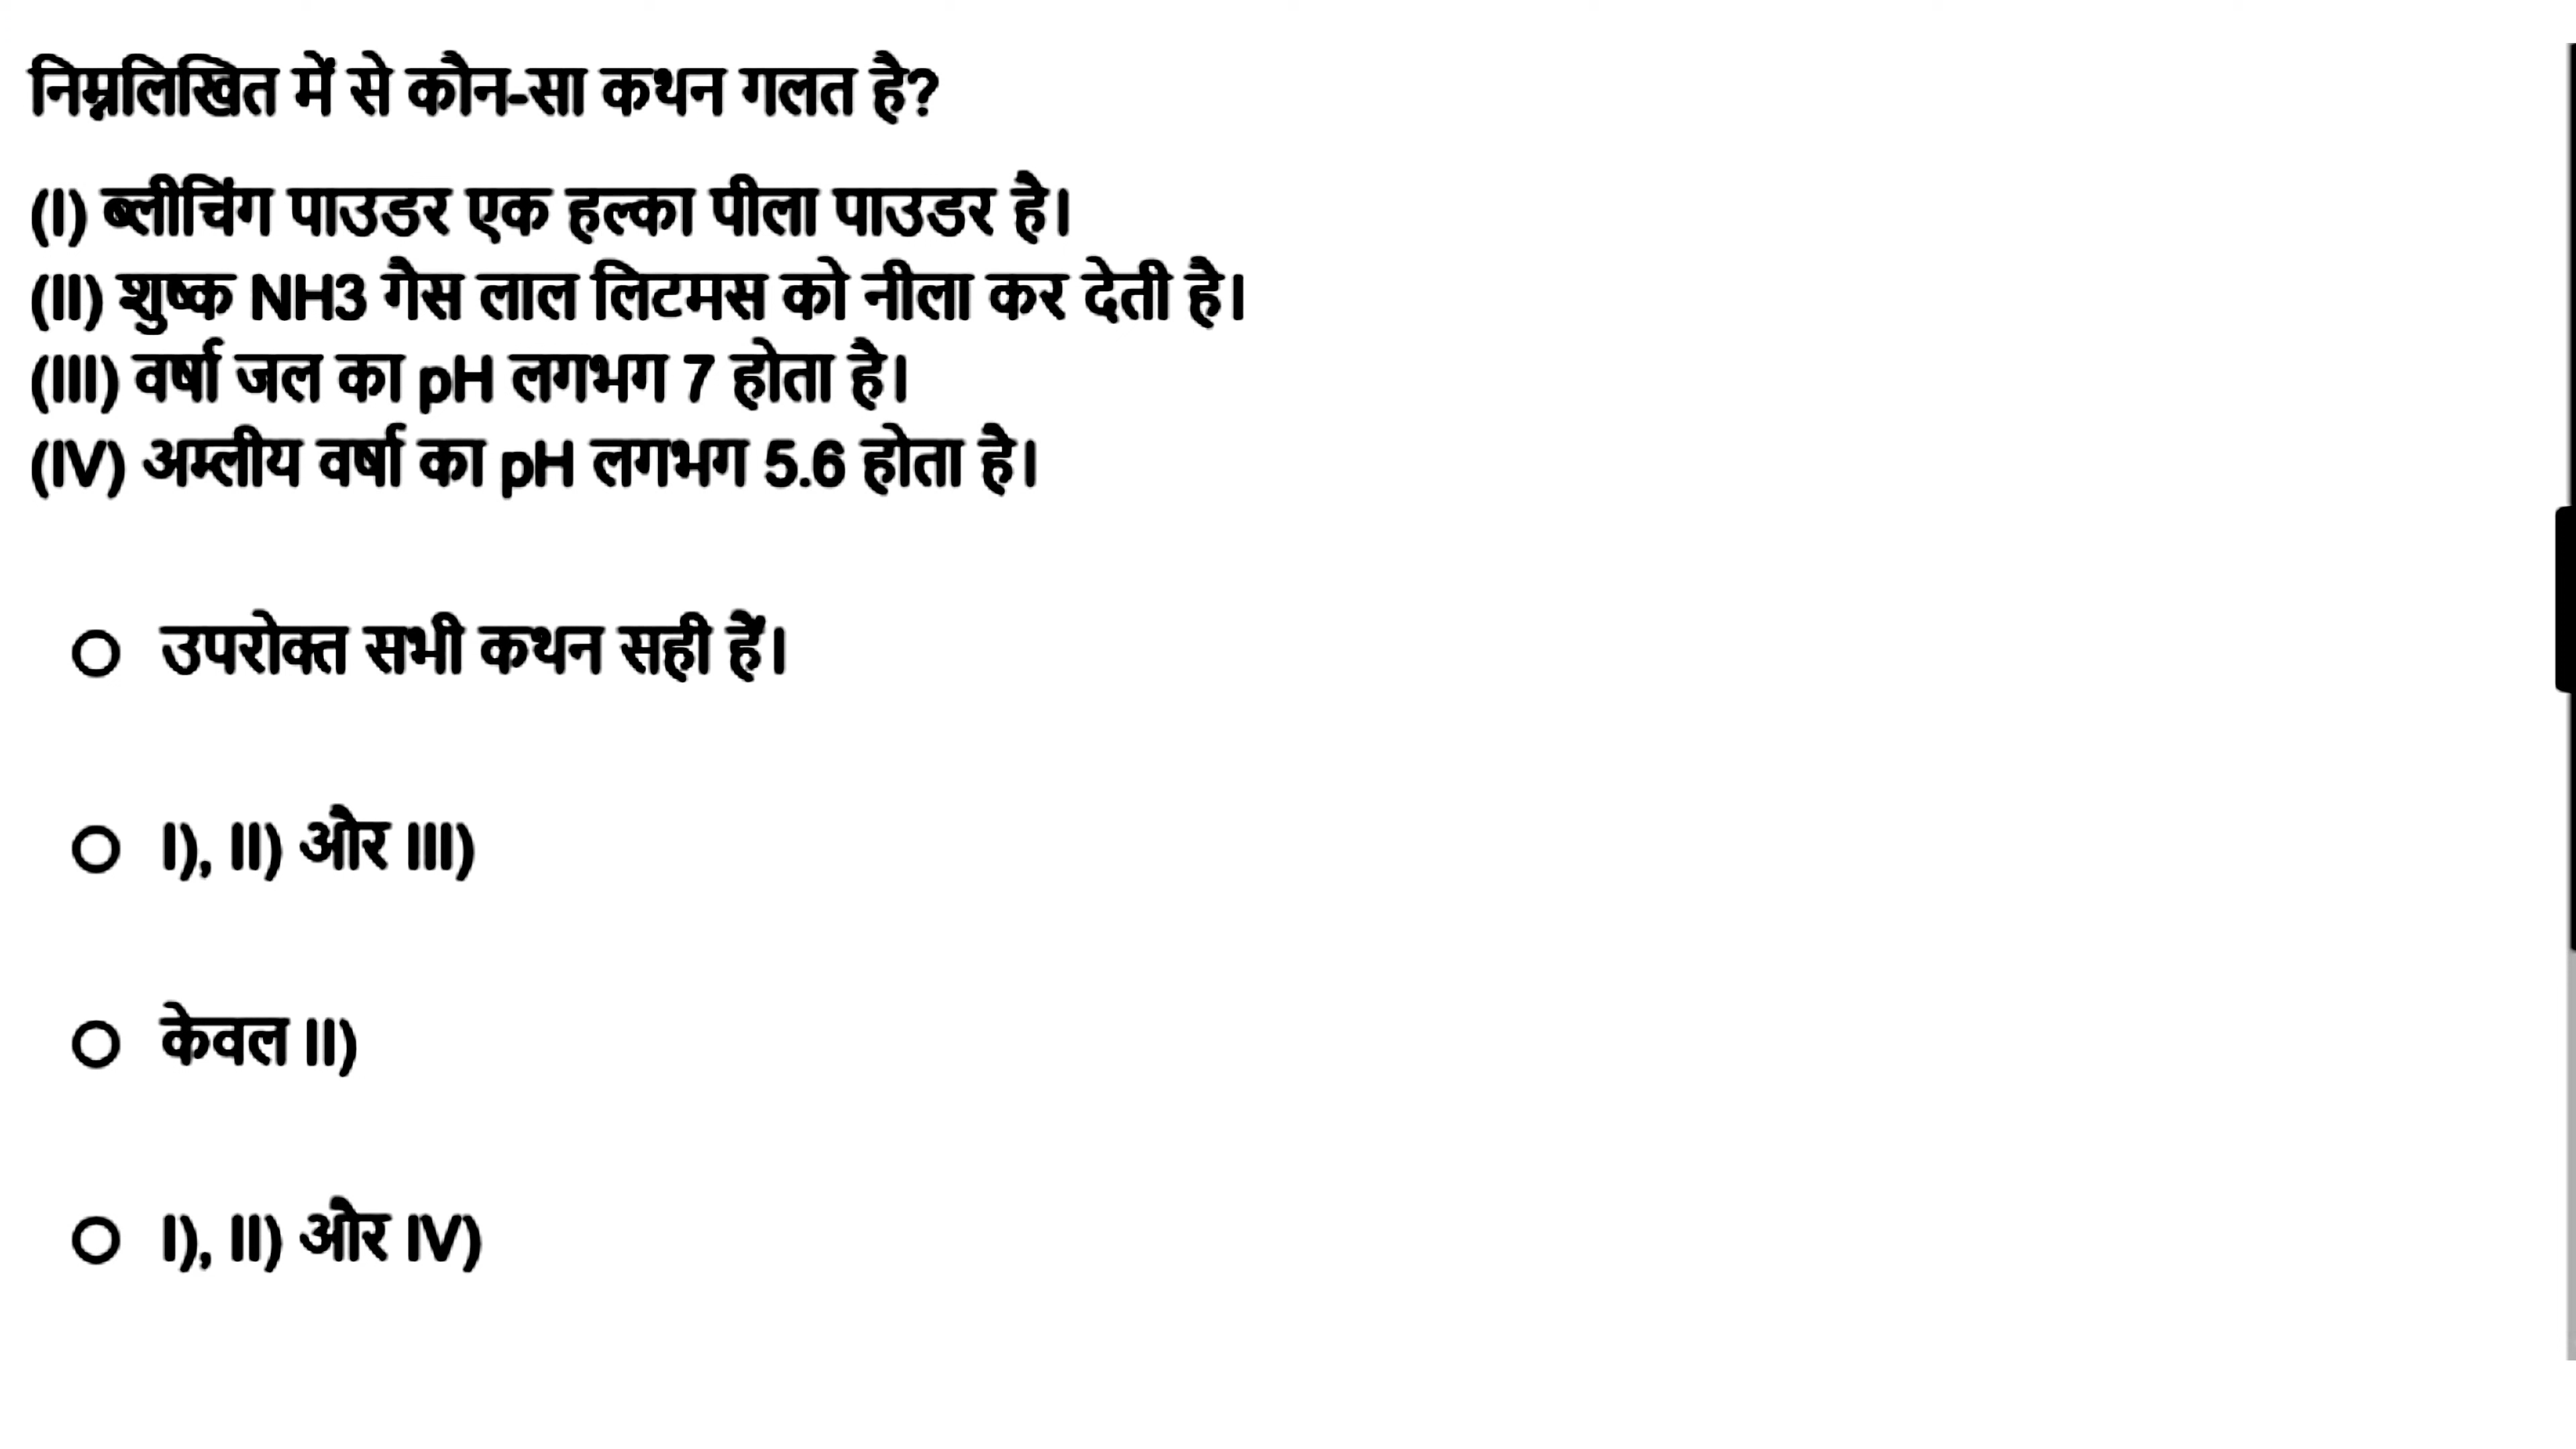 निम्नलिखित में से कौन-सा कथन गलत है?
(I) ब्लीचिंग पाउडर एक हल्का पीला पाउडर है।
(II) शुष्क NH3 गैस लाल लिटमस को नीला कर देती है।
(III) वर्षा जल का pH लगभग 7 होता है।
(IV) अम्लीय वर्षा का pH लगभग 5.6 होता है।
उपरोक्त सभी कथन सही हैं।
I), II) और III)
केवल II)
I), II) और IV)